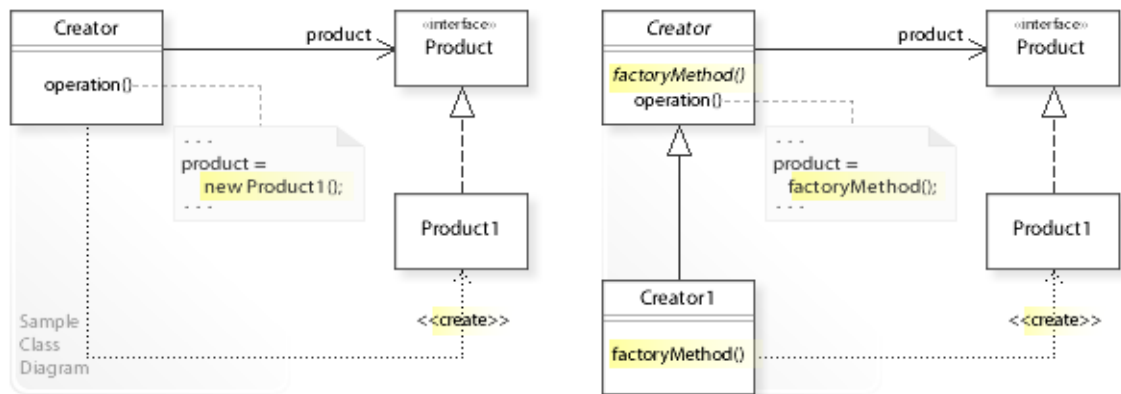 Creator
operation()
product
«interface»
Product
- - -
product =
new Product1();
- - -
Product1
<<create>>
Sample
Class
Diagram
Creator
factoryMethod()
operation()
product
«interface»
Product
- - -
product =
factoryMethod();
- - -
Product1
Creator1
factoryMethod()
<<create>>